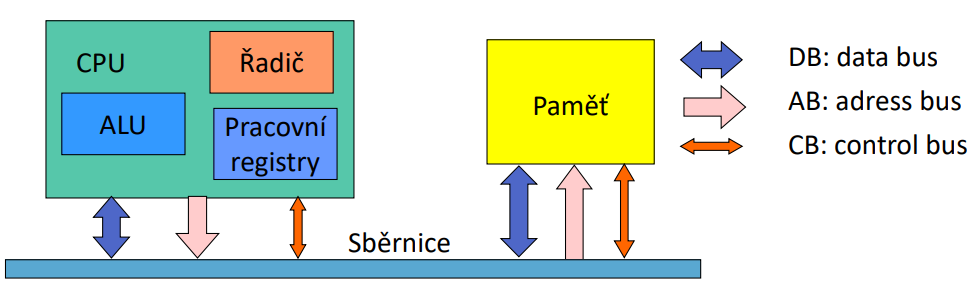 CPU
Řadič
ALU
Pracovní
registry
Paměť
Sběrnice
DB: data bus
AB: adress bus
CB: control bus